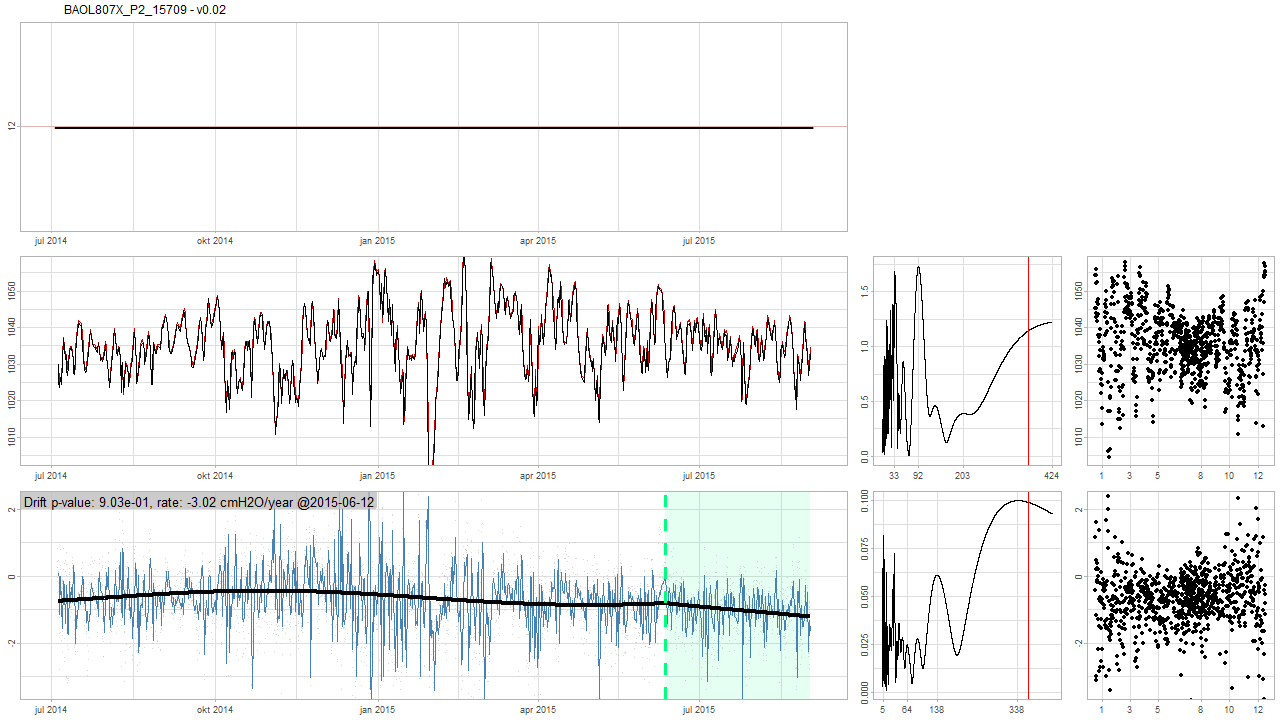 BAOL807X_P2_15709 - v0.02
12
jul 2014 okt 2014 jan 2015 apr 2015 jul 2015
1050
1040
1030
1020
1010
jul 2014 okt 2014 jan 2015 apr 2015 jul 2015
1.5
1.0
0.5
0.0
33 92 203 424
1050
1040
1030
1020
1010
1 3 5 8 10 12
Drift p-value: 9.03e-01, rate: -3.02 cmH2O/year @2015-06-12
2
0
-2
jul 2014 okt 2014 jan 2015 apr 2015 jul 2015
0.100
0.075
0.050
0.025
0.000
5 64 138 338
2
0
-2
1 3 5 8 10 12